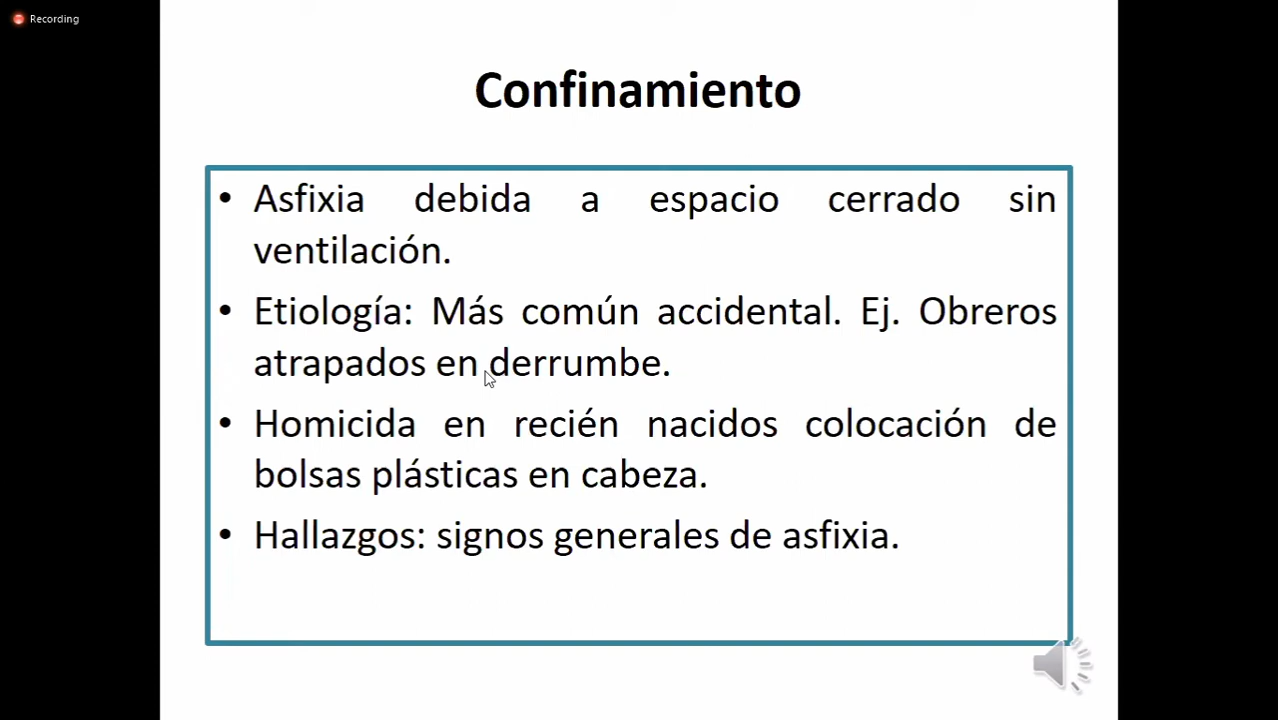 Recording
Confinamiento
• Asfixia debida a espacio cerrado sin
ventilación.
• Etiología: Más común accidental. Ej. Obreros
atrapados en derrumbe.
• Homicida en recién nacidos colocación de
bolsas plásticas en cabeza.
• Hallazgos: signos generales de asfixia.